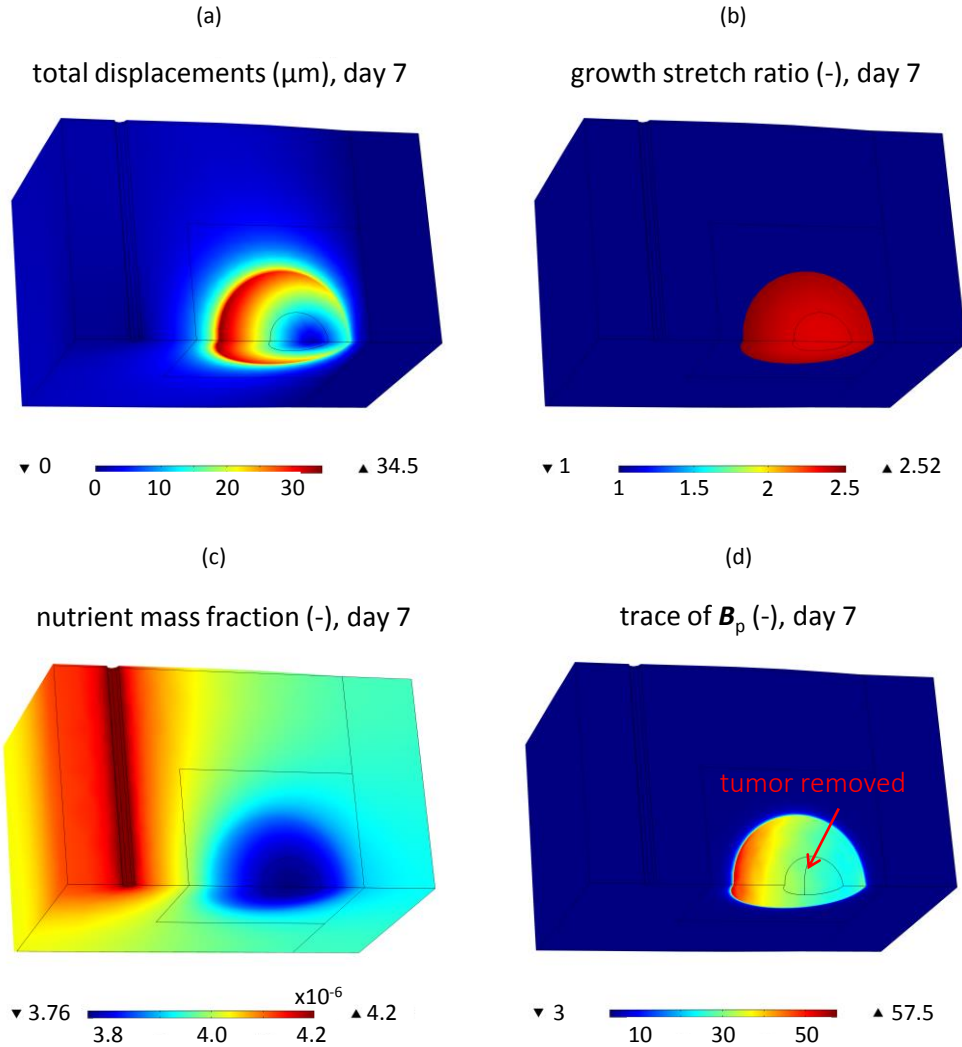 (a)
total displacements (μm), day 7
▼ 0
0 10 20 30
▲ 34.5
(b)
growth stretch ratio (-), day 7
▼ 1
1 1.5 2 2.5
▲ 2.52
(c)
nutrient mass fraction (-), day 7
x10⁻⁶
▼ 3.76
3.8 4.0 4.2
▲ 4.2
(d)
trace of Bₚ (-), day 7
tumor removed
▼ 3
10 30 50
▲ 57.5